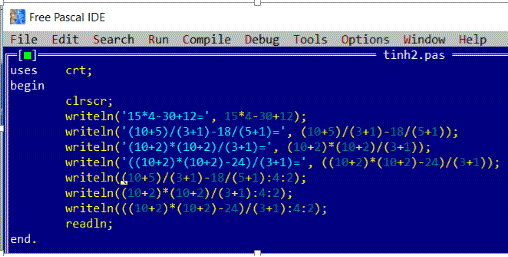 Free Pascal IDE
File Edit Search Run Compile Debug Tools Options Window Help
[■] tinh2.pas
uses crt;
begin
clrscr;
writeln('15*4-30+12=', 15*4-30+12);
writeln('(10+5)/(3+1)-18/(5+1)=', (10+5)/(3+1)-18/(5+1));
writeln('(10+2)*(10+2)/(3+1)=', (10+2)*(10+2)/(3+1));
writeln('((10+2)*(10+2)-24)/(3+1)=', ((10+2)*(10+2)-24)/(3+1));
writeln((10+5)/(3+1)-18/(5+1):4:2);
writeln((10+2)*(10+2)/(3+1):4:2);
writeln(((10+2)*(10+2)-24)/(3+1):4:2);
readln;
end.